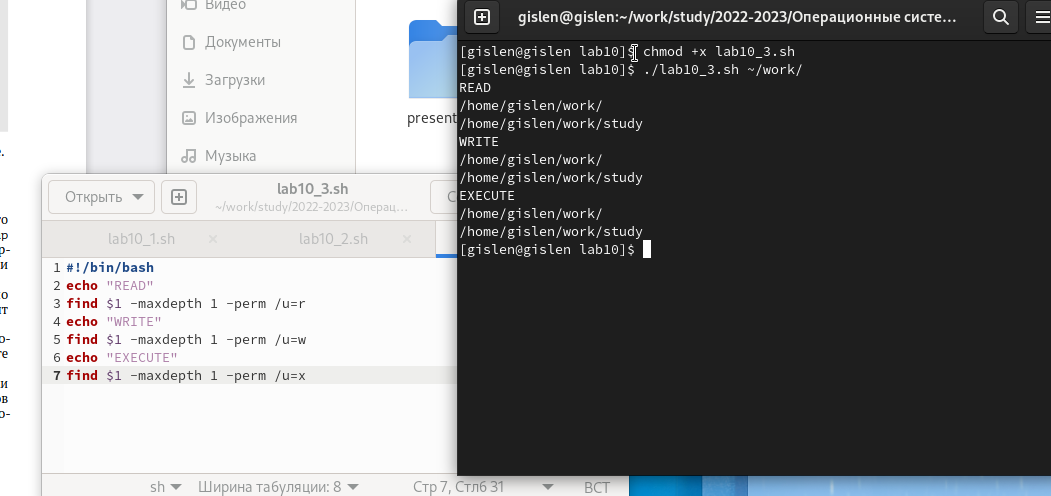 Видео
Документы
Загрузки
Изображения
Музыка
present
Открыть
lab10_3.sh
~/work/study/2022-2023/Операц…
lab10_1.sh ×
lab10_2.sh ×
1 #!/bin/bash
2 echo "READ"
3 find $1 -maxdepth 1 -perm /u=r
4 echo "WRITE"
5 find $1 -maxdepth 1 -perm /u=w
6 echo "EXECUTE"
7 find $1 -maxdepth 1 -perm /u=x
sh
Ширина табуляции: 8
Стр 7, Стлб 31
ВСТ
gislen@gislen:~/work/study/2022-2023/Операционные систе…
[gislen@gislen lab10]$ chmod +x lab10_3.sh
[gislen@gislen lab10]$ ./lab10_3.sh ~/work/
READ
/home/gislen/work/
/home/gislen/work/study
WRITE
/home/gislen/work/
/home/gislen/work/study
EXECUTE
/home/gislen/work/
/home/gislen/work/study
[gislen@gislen lab10]$